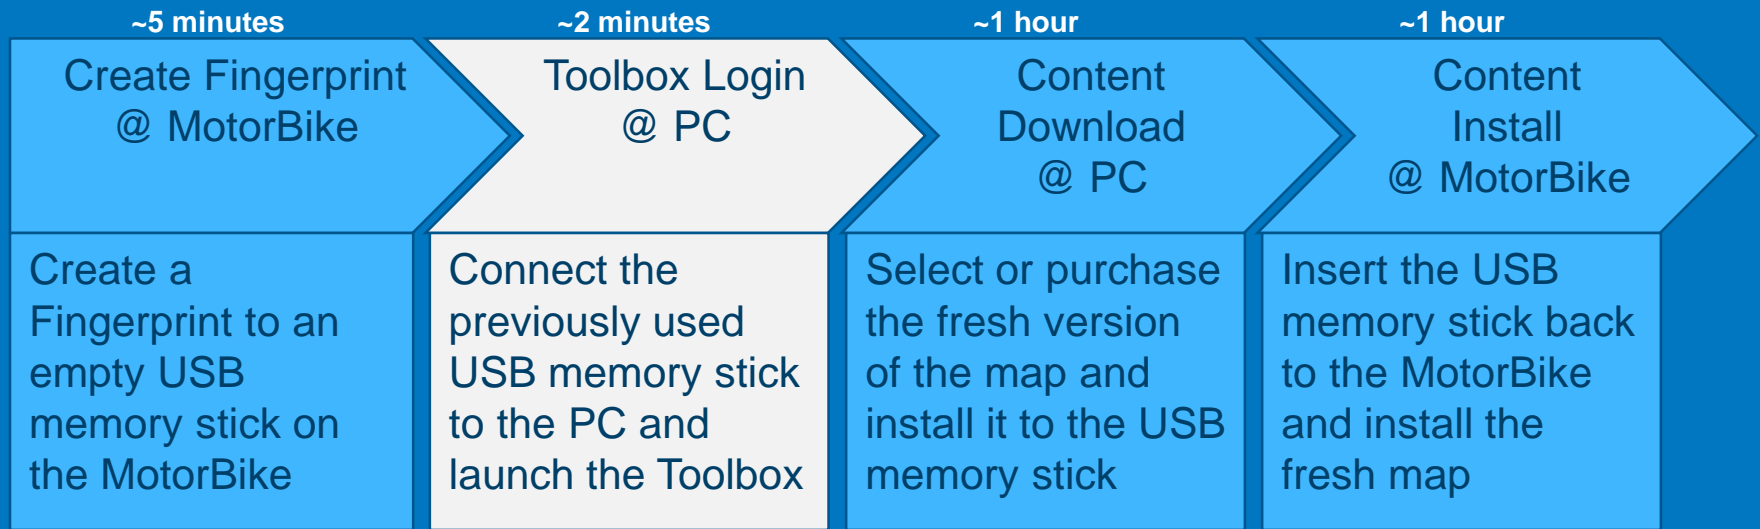 ~5 minutes
Create Fingerprint
@ MotorBike
Create a
Fingerprint to an
empty USB
memory stick on
the MotorBike
~2 minutes
Toolbox Login
@ PC
Connect the
previously used
USB memory stick
to the PC and
launch the Toolbox
~1 hour
Content
Download
@ PC
Select or purchase
the fresh version
of the map and
install it to the USB
memory stick
~1 hour
Content
Install
@ MotorBike
Insert the USB
memory stick back
to the MotorBike
and install the
fresh map